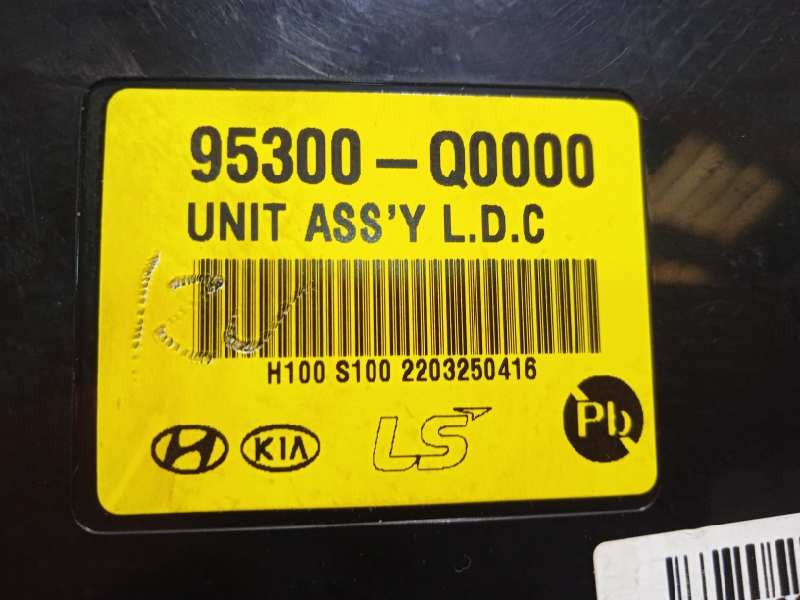 95300-Q0000
UNIT ASS'Y L.D.C
H100 S100 2203250416
KIA LS Pb